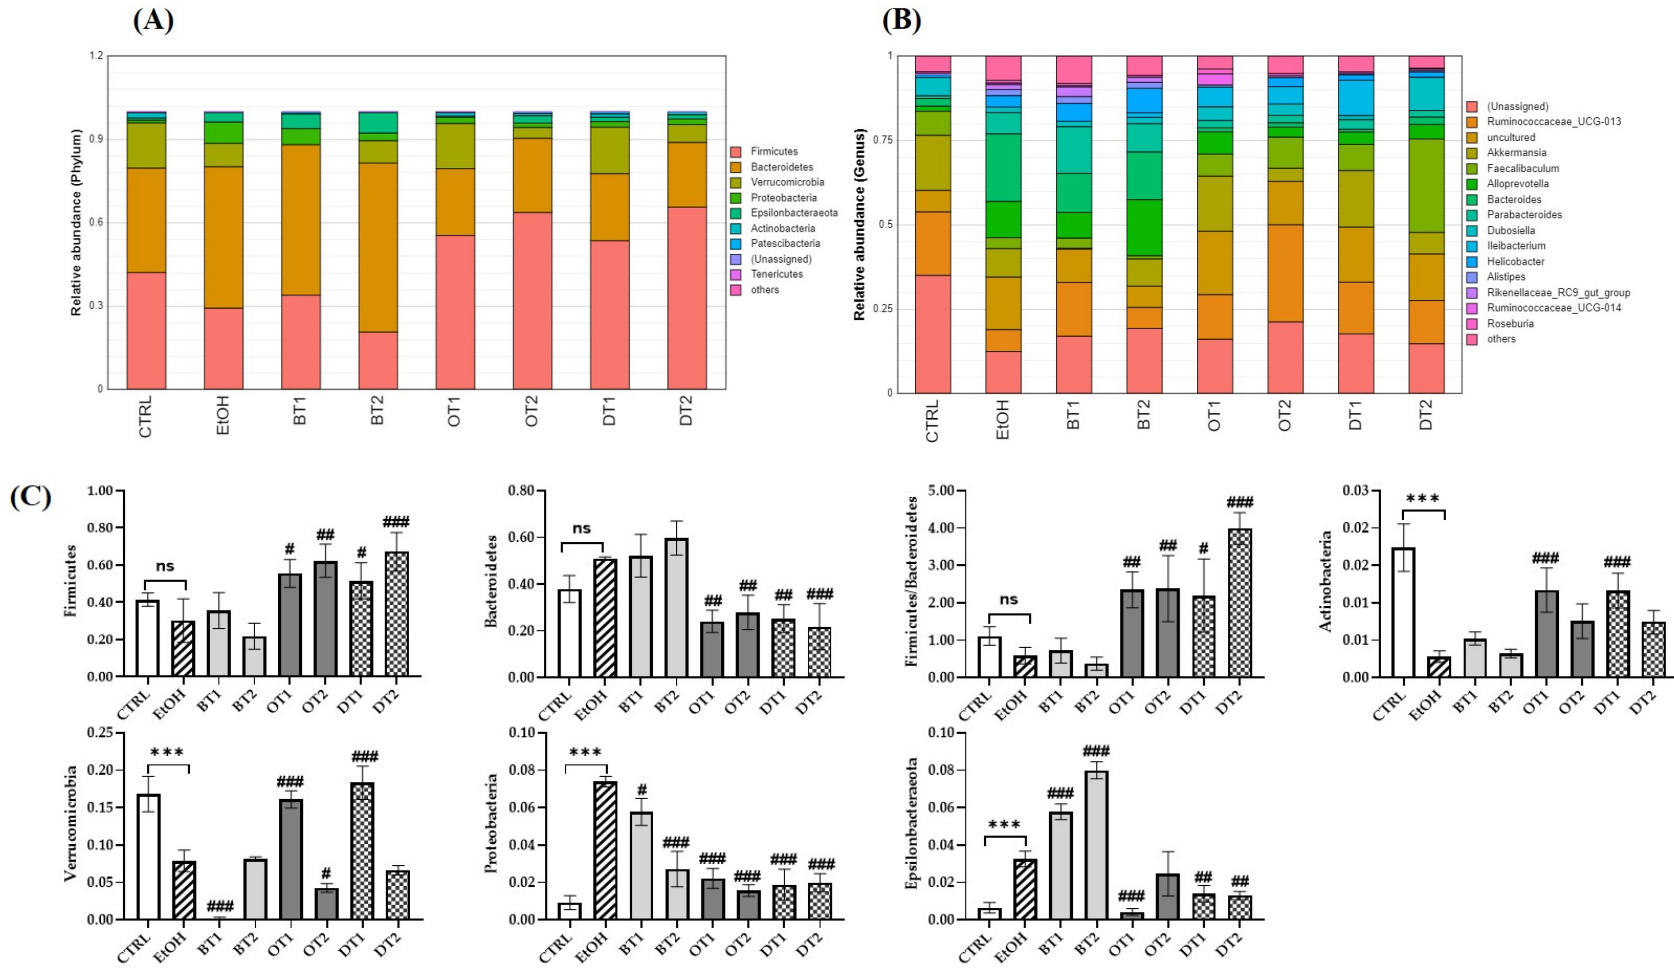 (A)
Relative abundance (Phylum)
1.2
0.9
0.6
0.3
0
CTRL
EtOH
BT1
BT2
OT1
OT2
DT1
DT2
Firmicutes
Bacteroidetes
Verrucomicrobia
Proteobacteria
Epsilonbacteraeota
Actinobacteria
Patescibacteria
(Unassigned)
Tenericutes
others
(B)
Relative abundance (Genus)
1
0.75
0.5
0.25
0
CTRL
EtOH
BT1
BT2
OT1
OT2
DT1
DT2
(Unassigned)
Ruminococcaceae_UCG-013
uncultured
Akkermansia
Faecalibaculum
Alloprevotella
Bacteroides
Parabacteroides
Dubosiella
Ileibacterium
Helicobacter
Alistipes
Rikenellaceae_RC9_gut_group
Ruminococcaceae_UCG-014
Roseburia
others
(C)
Firmicutes
1.00
0.80
0.60
0.40
0.20
0.00
ns
#
##
#
###
CTRL
EtOH
BT1
BT2
OT1
OT2
DT1
DT2
Bacteroidetes
0.80
0.60
0.40
0.20
0.00
ns
##
##
##
###
CTRL
EtOH
BT1
BT2
OT1
OT2
DT1
DT2
Firmicutes/Bacteroidetes
5.00
4.00
3.00
2.00
1.00
0.00
ns
##
##
#
###
CTRL
EtOH
BT1
BT2
OT1
OT2
DT1
DT2
Actinobacteria
0.03
0.02
0.02
0.01
0.01
0.00
***
###
###
CTRL
EtOH
BT1
BT2
OT1
OT2
DT1
DT2
Verrucomicrobia
0.25
0.20
0.15
0.10
0.05
0.00
***
###
###
#
###
CTRL
EtOH
BT1
BT2
OT1
OT2
DT1
DT2
Proteobacteria
0.10
0.08
0.06
0.04
0.02
0.00
***
#
###
###
###
###
###
CTRL
EtOH
BT1
BT2
OT1
OT2
DT1
DT2
Epsilonbacteraeota
0.10
0.08
0.06
0.04
0.02
0.00
***
###
###
###
##
##
CTRL
EtOH
BT1
BT2
OT1
OT2
DT1
DT2